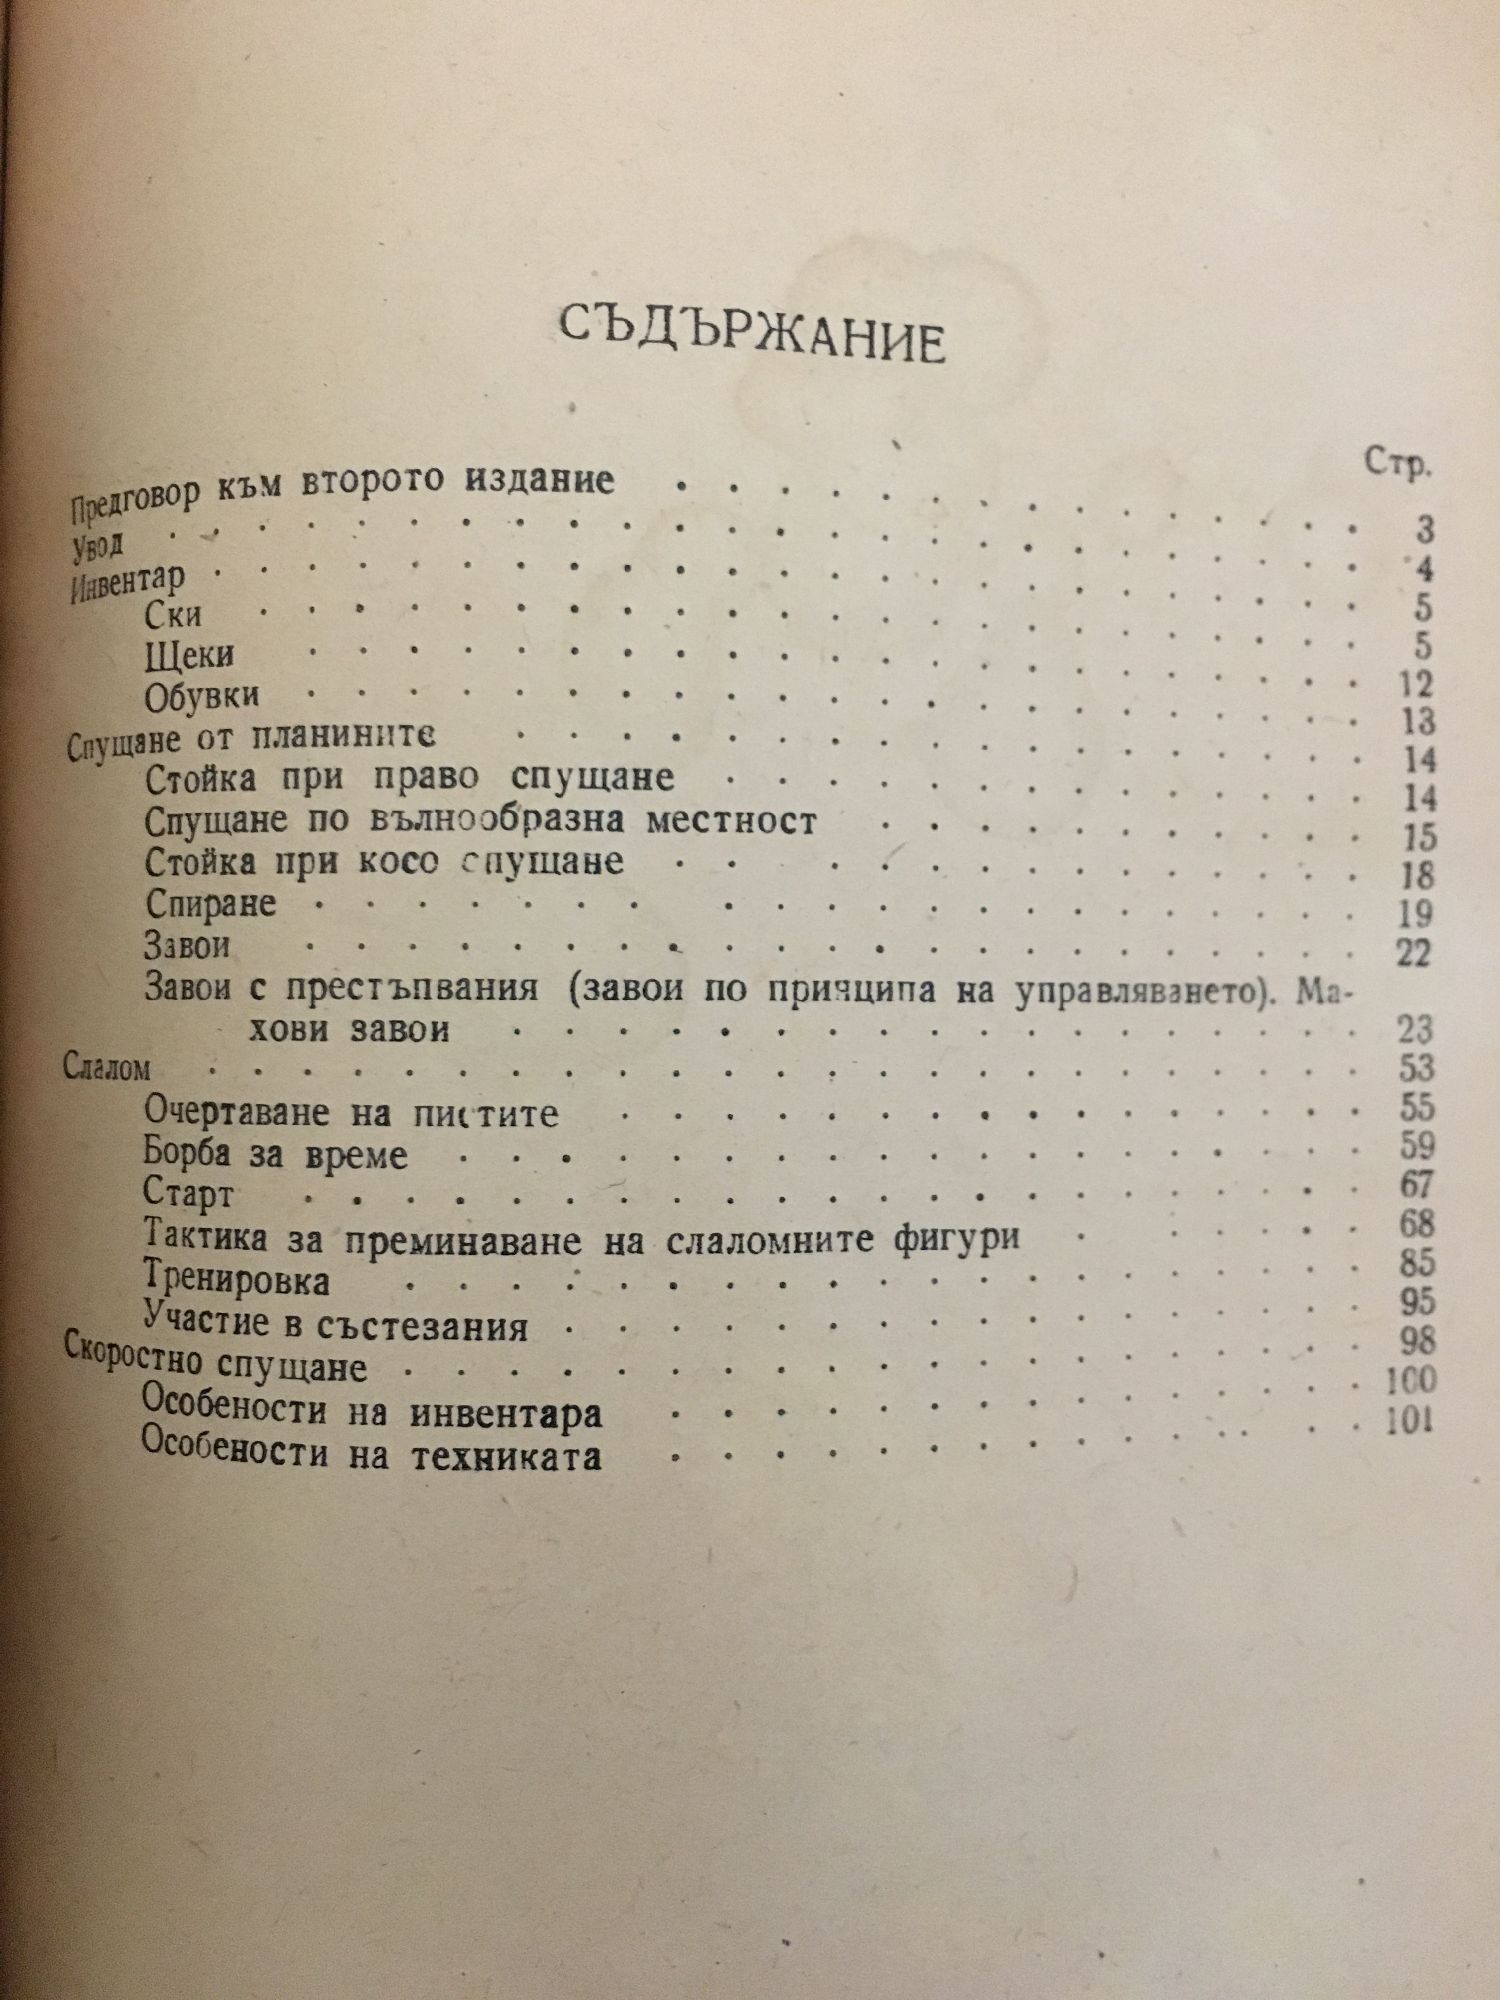 СЪДЪРЖАНИЕ
Стр.
Предговор към второто издание . . . . . . . . . . . . . . 3
Увод . . . . . . . . . . . . . . . . . . . . . . . 4
Инвентар . . . . . . . . . . . . . . . . . . . . . . 5
Ски . . . . . . . . . . . . . . . . . . . . . 5
Щеки . . . . . . . . . . . . . . . . . . . . 12
Обувки . . . . . . . . . . . . . . . . . . . . 13
Спущане от планините . . . . . . . . . . . . . . . . 14
Стойка при право спущане . . . . . . . . . . . . . 14
Спущане по вълнообразна местност . . . . . . . . . . 15
Стойка при косо спущане . . . . . . . . . . . . . 18
Спиране . . . . . . . . . . . . . . . . . . . . 19
Завои . . . . . . . . . . . . . . . . . . . . 22
Завои с престъпвания (завои по принципа на управляването). Ма-
хови завои . . . . . . . . . . . . . . . . . 23
Слалом . . . . . . . . . . . . . . . . . . . . . . 53
Очертаване на пистите . . . . . . . . . . . . . . . 55
Борба за време . . . . . . . . . . . . . . . . . . 59
Старт . . . . . . . . . . . . . . . . . . . . 67
Тактика за преминаване на слаломните фигури . . . . . . 68
Тренировка . . . . . . . . . . . . . . . . . . . 85
Участие в състезания . . . . . . . . . . . . . . . . 95
Скоростно спущане . . . . . . . . . . . . . . . . . . . 98
Особености на инвентара . . . . . . . . . . . . . . 100
Особености на техниката . . . . . . . . . . . . . . 101